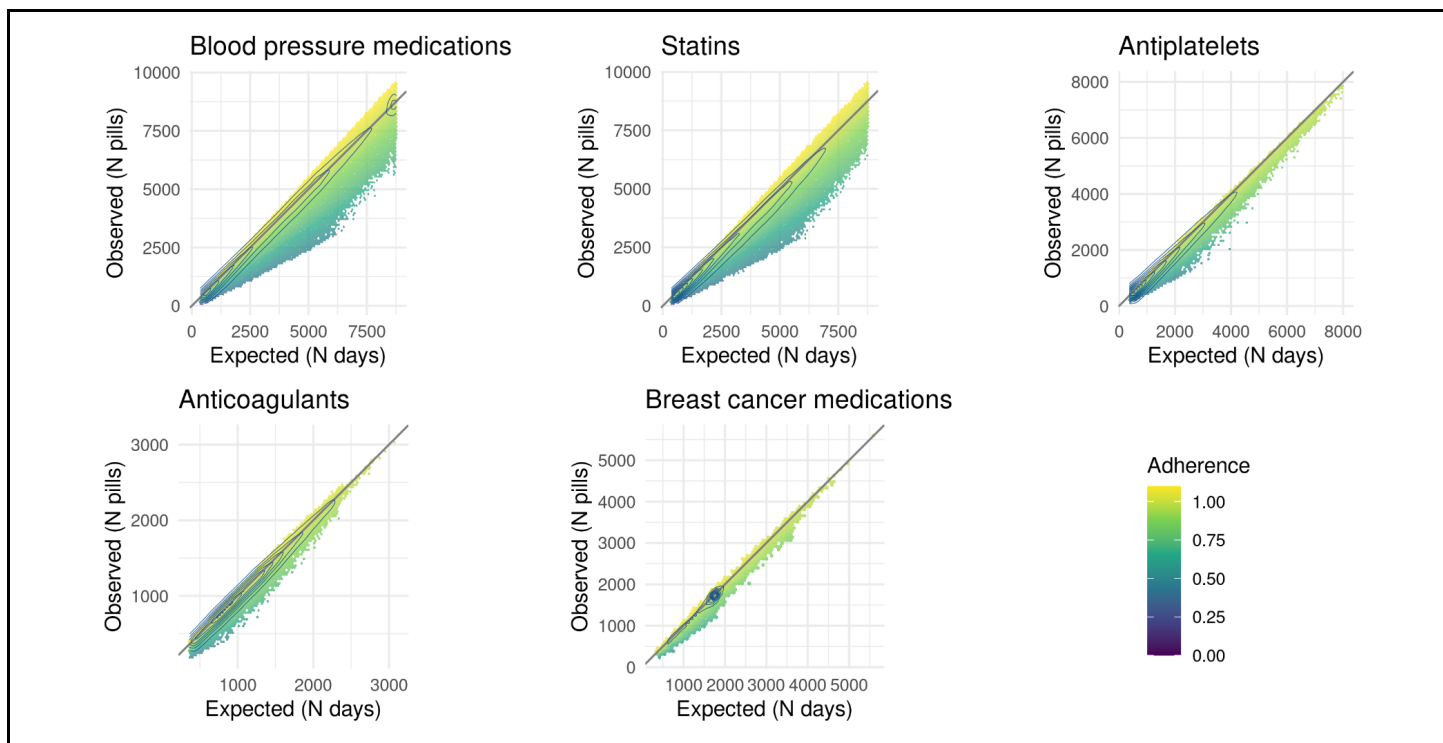 Blood pressure medications
Statins
Antiplatelets
10000
7500
5000
2500
0
Observed (N pills)
0 2500 5000 7500
Expected (N days)
10000
7500
5000
2500
0
Observed (N pills)
0 2500 5000 7500
Expected (N days)
8000
6000
4000
2000
0
Observed (N pills)
0 2000 4000 6000 8000
Expected (N days)
Anticoagulants
Breast cancer medications
3000
2000
1000
Observed (N pills)
1000 2000 3000
Expected (N days)
5000
4000
3000
2000
1000
0
Observed (N pills)
1000 2000 3000 4000 5000
Expected (N days)
Adherence
1.00
0.75
0.50
0.25
0.00